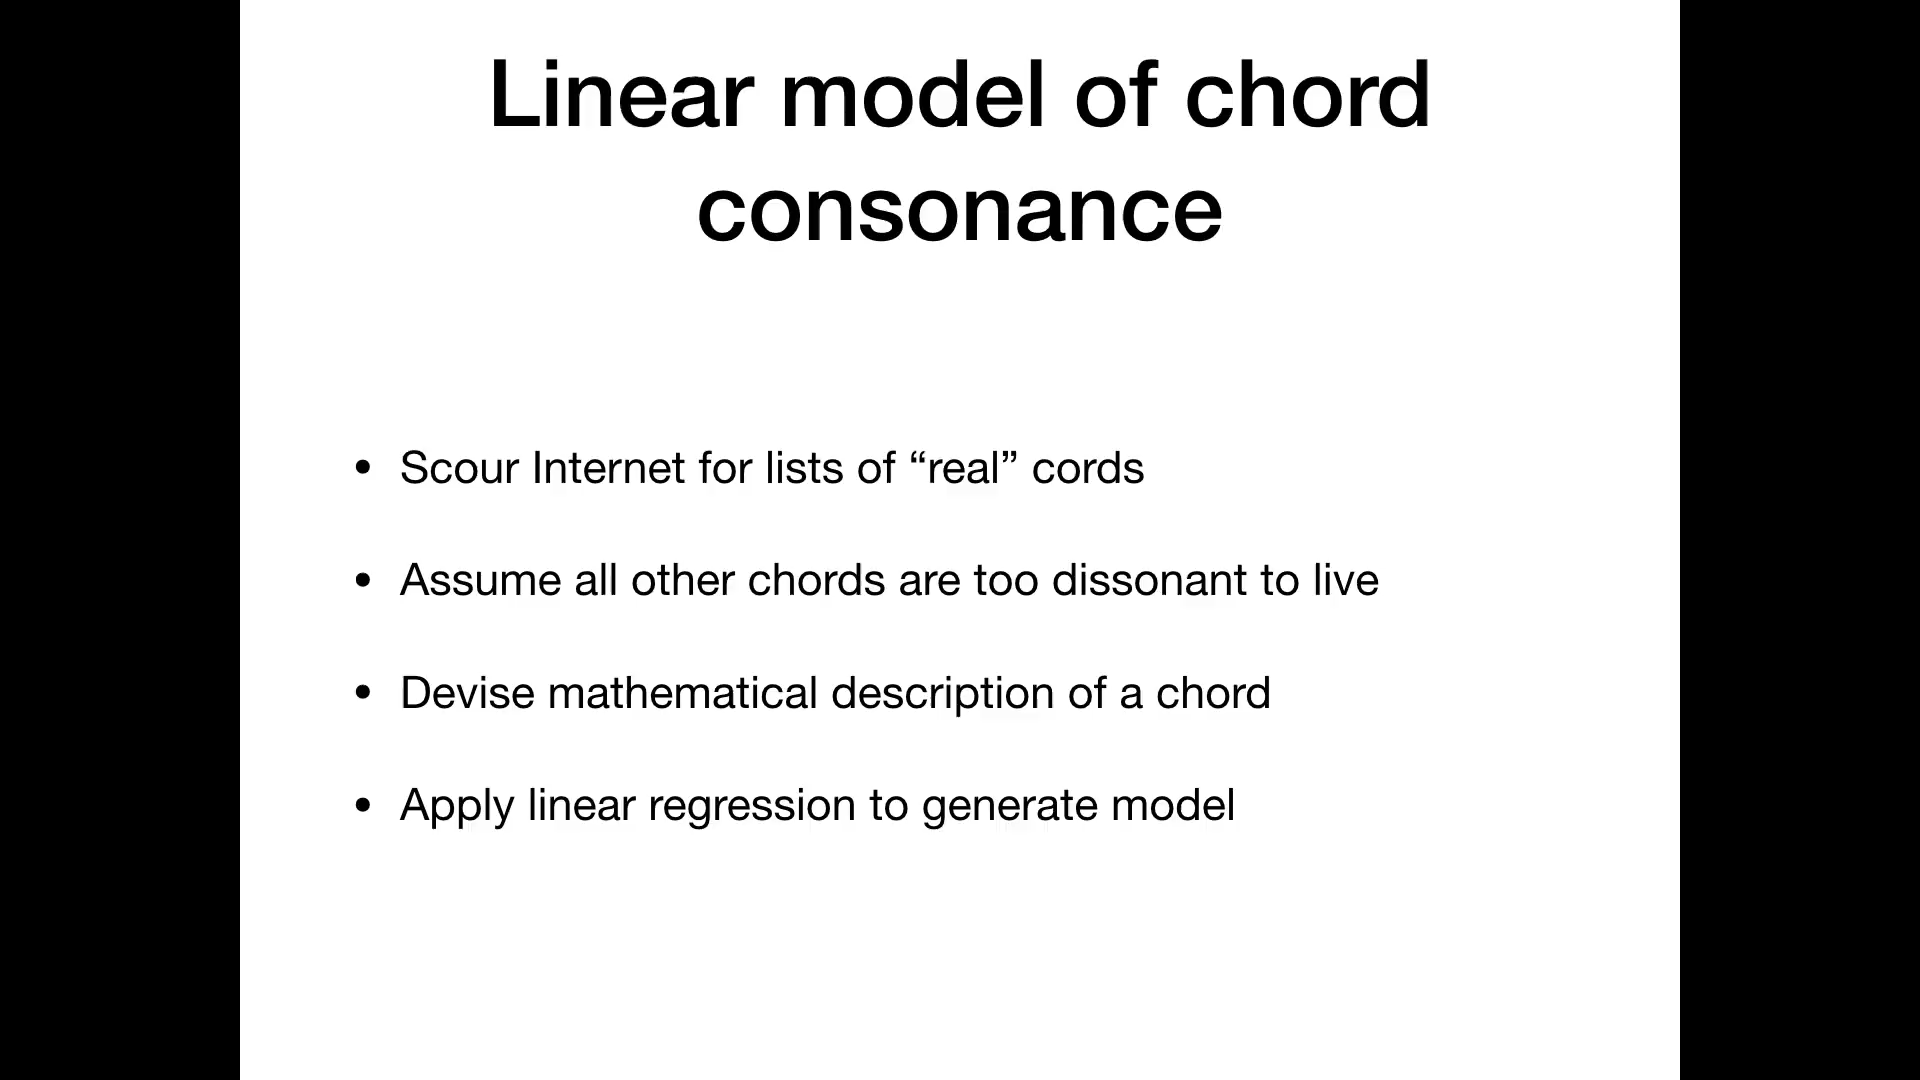 Linear model of chord
consonance
• Scour Internet for lists of “real” cords
• Assume all other chords are too dissonant to live
• Devise mathematical description of a chord
• Apply linear regression to generate model